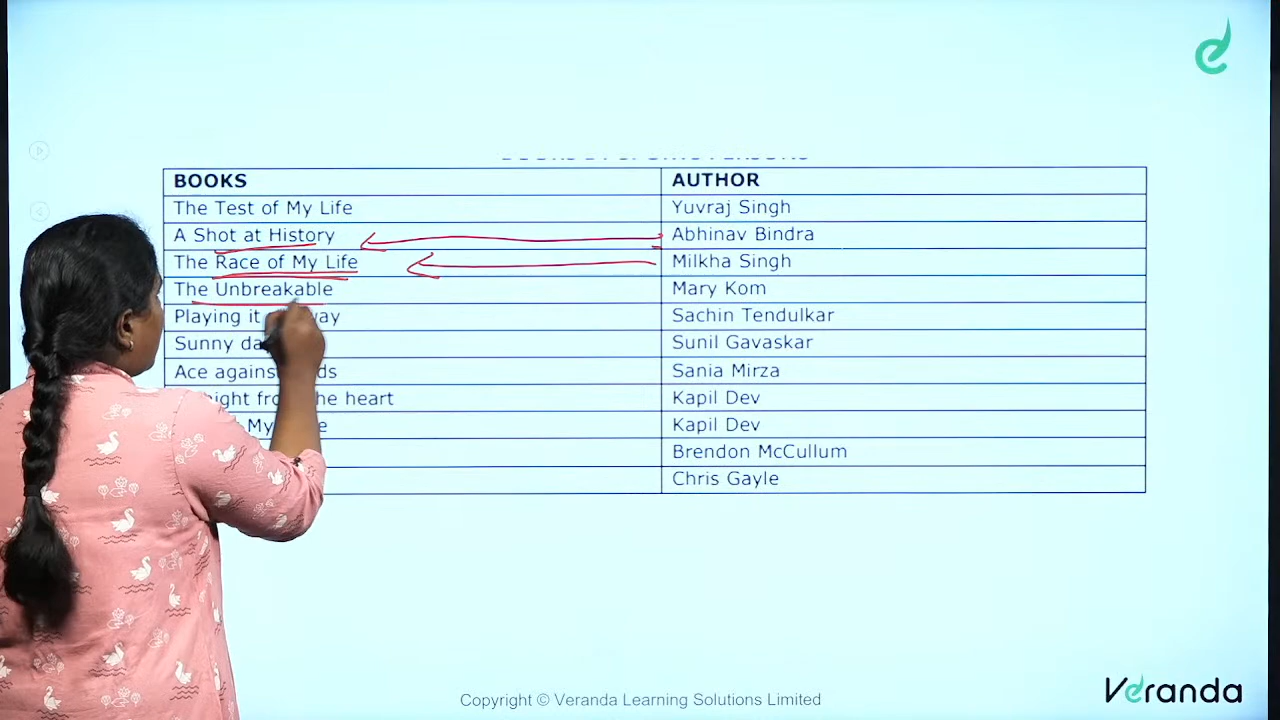 BOOKS AUTHOR
The Test of My Life Yuvraj Singh
A Shot at History Abhinav Bindra
The Race of My Life Milkha Singh
The Unbreakable Mary Kom
Playing it way Sachin Tendulkar
Sunny Sunil Gavaskar
Ace against Sania Mirza
the heart Kapil Dev
My Kapil Dev
Brendon McCullum
Chris Gayle
Copyright © Veranda Learning Solutions Limited
Veranda